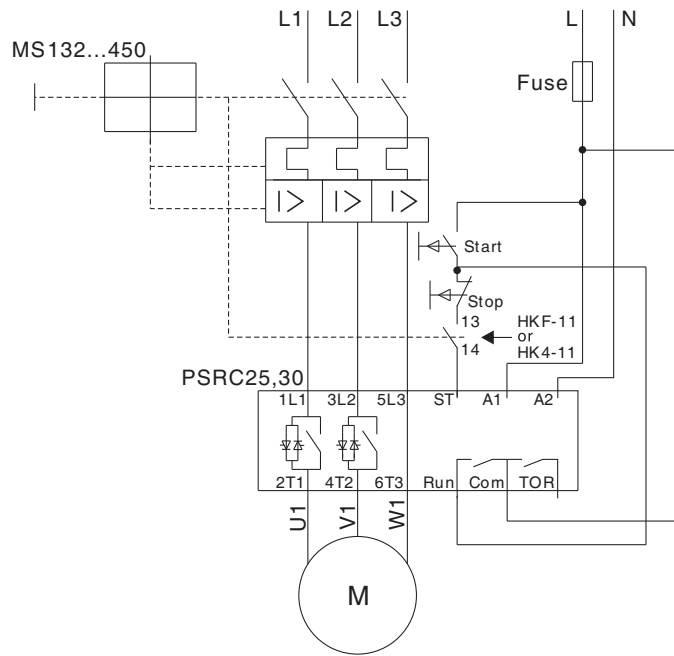 L1 L2 L3 L N
MS132...450
Fuse
I> I> I>
Start
Stop
13
HKF-11
or
14
HK4-11
PSRC25,30
1L1 3L2 5L3 ST A1 A2
2T1 4T2 6T3 Run Com TOR
U1 V1 W1
M